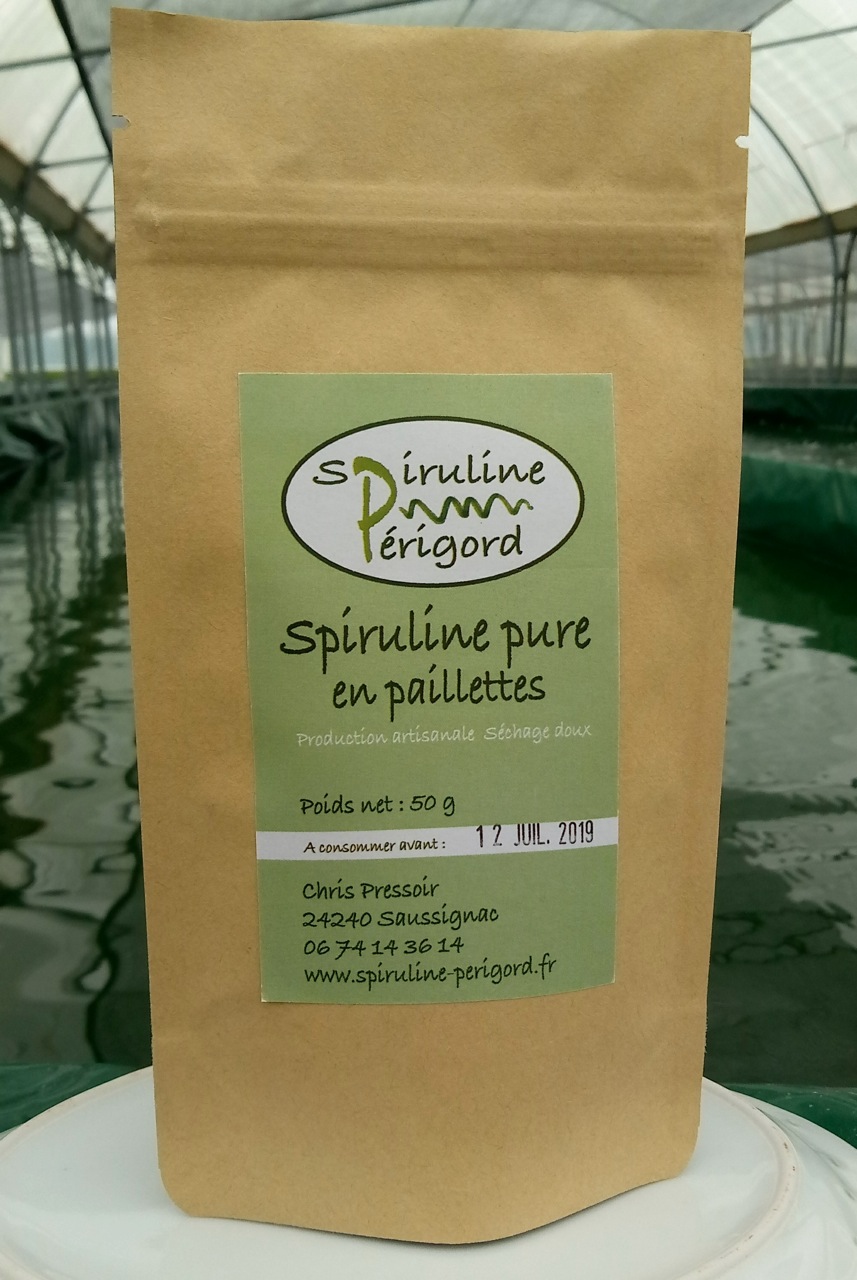 Spiruline
Périgord
Spiruline pure
en paillettes
Production artisanale Séchage doux
Poids net : 50 g
A consommer avant : 12 JUIL. 2019
Chris Pressoir
24240 Saussignac
06 74 14 36 14
www.spiruline-perigord.fr